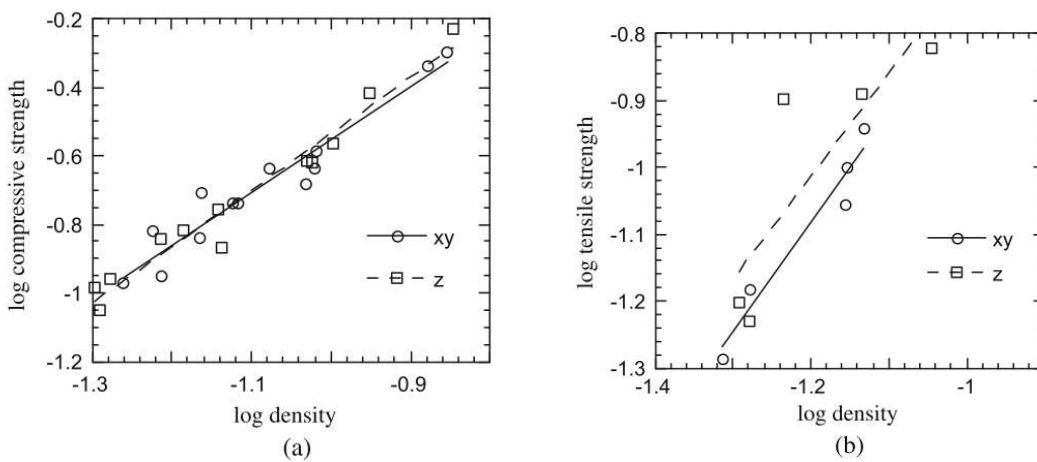 -0.2
-0.4
-0.6
-0.8
-1
-1.2
-1.3
-1.1
-0.9
log compressive strength
log density
xy
z
(a)
-0.8
-0.9
-1
-1.1
-1.2
-1.3
-1.4
-1.2
-1
log tensile strength
log density
xy
z
(b)